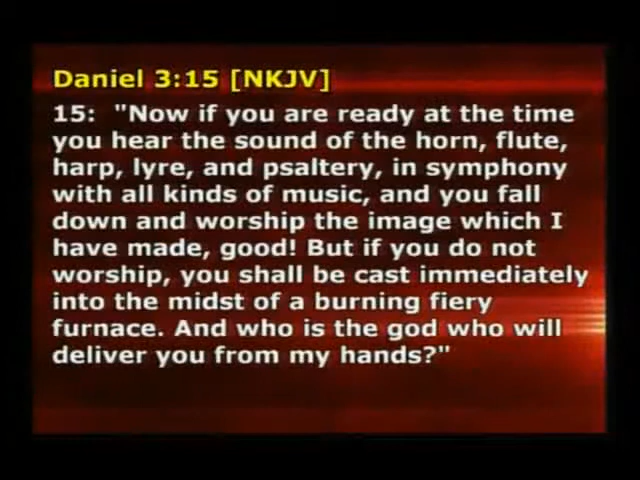 Daniel 3:15 [NKJV]
15:  "Now if you are ready at the time
you hear the sound of the horn, flute,
harp, lyre, and psaltery, in symphony
with all kinds of music, and you fall
down and worship the image which I
have made, good! But if you do not
worship, you shall be cast immediately
into the midst of a burning fiery
furnace. And who is the god who will
deliver you from my hands?"